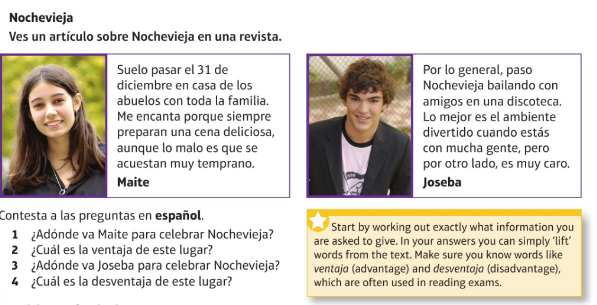 Nochevieja
Ves un artículo sobre Nochevieja en una revista.
Suelo pasar el 31 de
diciembre en casa de los
abuelos con toda la familia.
Me encanta porque siempre
preparan una cena deliciosa,
aunque lo malo es que se
acuestan muy temprano.
Maite
Por lo general, paso
Nochevieja bailando con
amigos en una discoteca.
Lo mejor es el ambiente
divertido cuando estás
con mucha gente, pero
por otro lado, es muy caro.
Joseba
Contesta a las preguntas en español.
1 ¿Adónde va Maite para celebrar Nochevieja?
2 ¿Cuál es la ventaja de este lugar?
3 ¿Adónde va Joseba para celebrar Nochevieja?
4 ¿Cuál es la desventaja de este lugar?
Start by working out exactly what information you
are asked to give. In your answers you can simply ‘lift’
words from the text. Make sure you know words like
ventaja (advantage) and desventaja (disadvantage),
which are often used in reading exams.